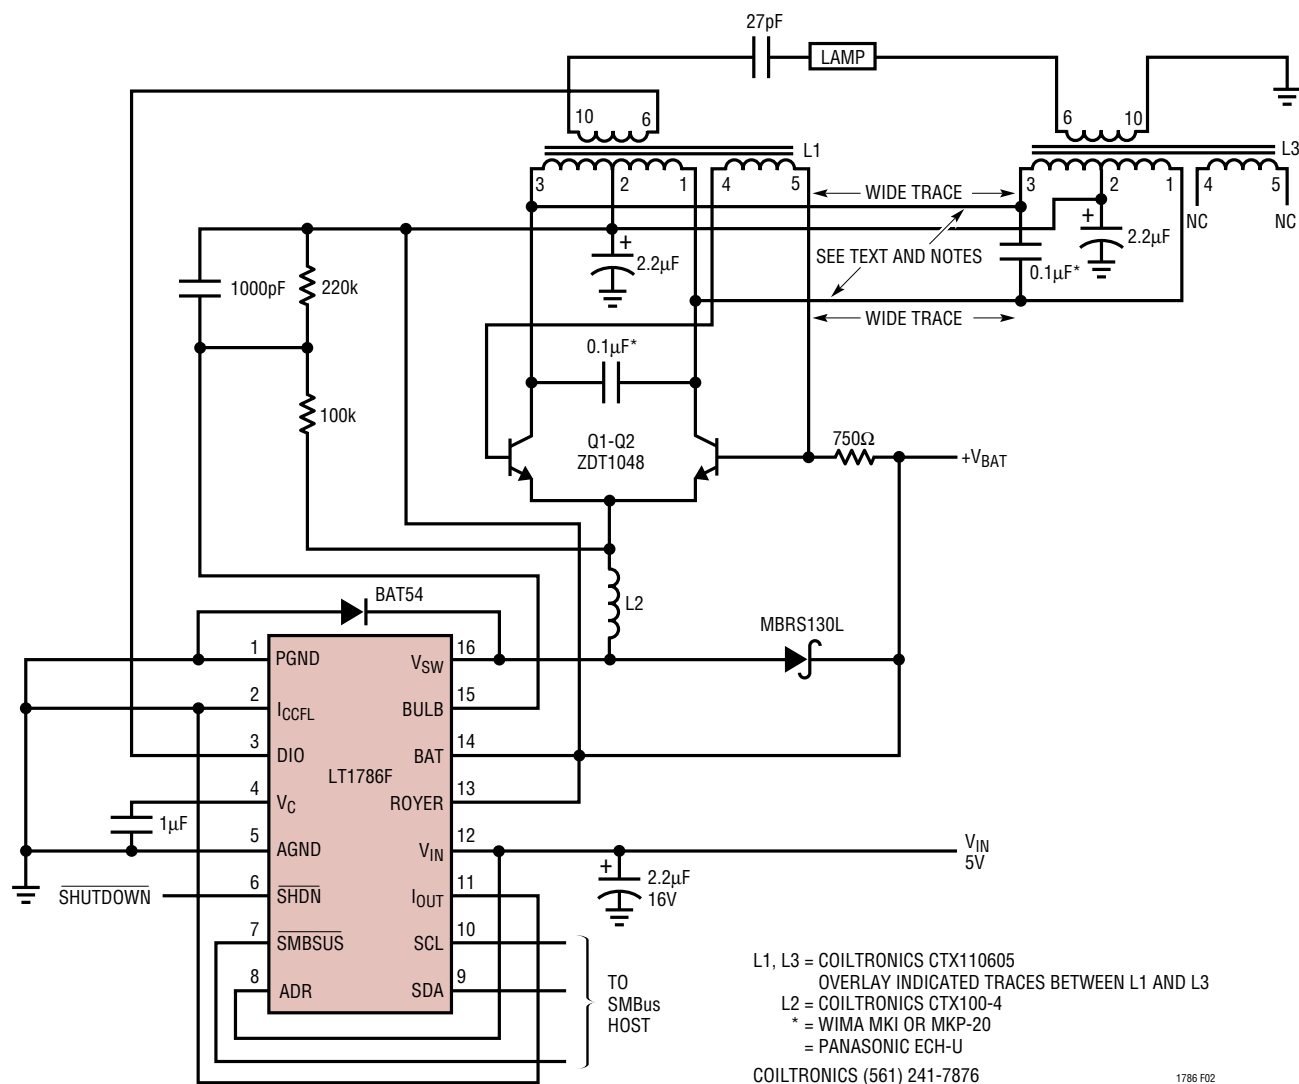 27pF
LAMP
10 6
6 10
L1
L3
3 2 1 4 5
3 2 1 4 5
WIDE TRACE
NC NC
+
2.2µF
+
2.2µF
SEE TEXT AND NOTES
1000pF
220k
0.1µF*
WIDE TRACE
0.1µF*
100k
Q1-Q2
ZDT1048
750Ω
+VBAT
BAT54
L2
MBRS130L
1 PGND
VSW 16
2 ICCFL
BULB 15
3 DIO
BAT 14
LT1786F
4 VC
ROYER 13
1µF
5 AGND
VIN 12
VIN
5V
6 SHDN
SHUTDOWN
IOUT 11
+
2.2µF
16V
7 SMBSUS
SCL 10
8 ADR
SDA 9
TO
SMBus
HOST
L1, L3 = COILTRONICS CTX110605
OVERLAY INDICATED TRACES BETWEEN L1 AND L3
L2 = COILTRONICS CTX100-4
* = WIMA MKI OR MKP-20
= PANASONIC ECH-U
COILTRONICS (561) 241-7876
1786 F02